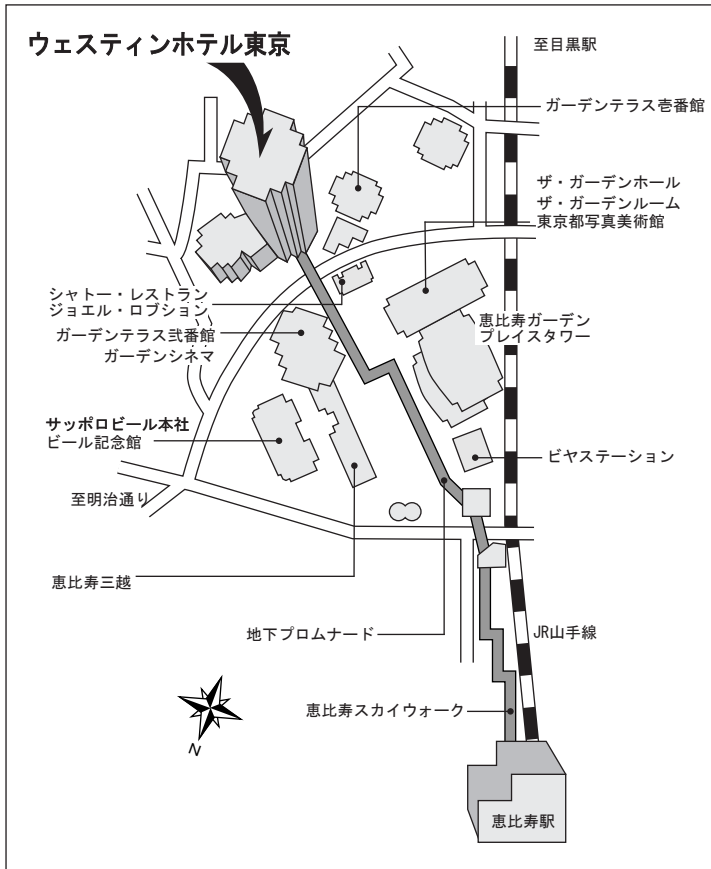 ウェスティンホテル東京
至目黒駅
ガーデンテラス壱番館
ザ・ガーデンホール
ザ・ガーデンルーム
東京都写真美術館
シャトー・レストラン
ジョエル・ロブション
恵比寿ガーデン
プレイスタワー
ガーデンテラス弐番館
ガーデンシネマ
サッポロビール本社
ビール記念館
ビヤステーション
至明治通り
恵比寿三越
地下プロムナード
JR山手線
恵比寿スカイウォーク
N
恵比寿駅